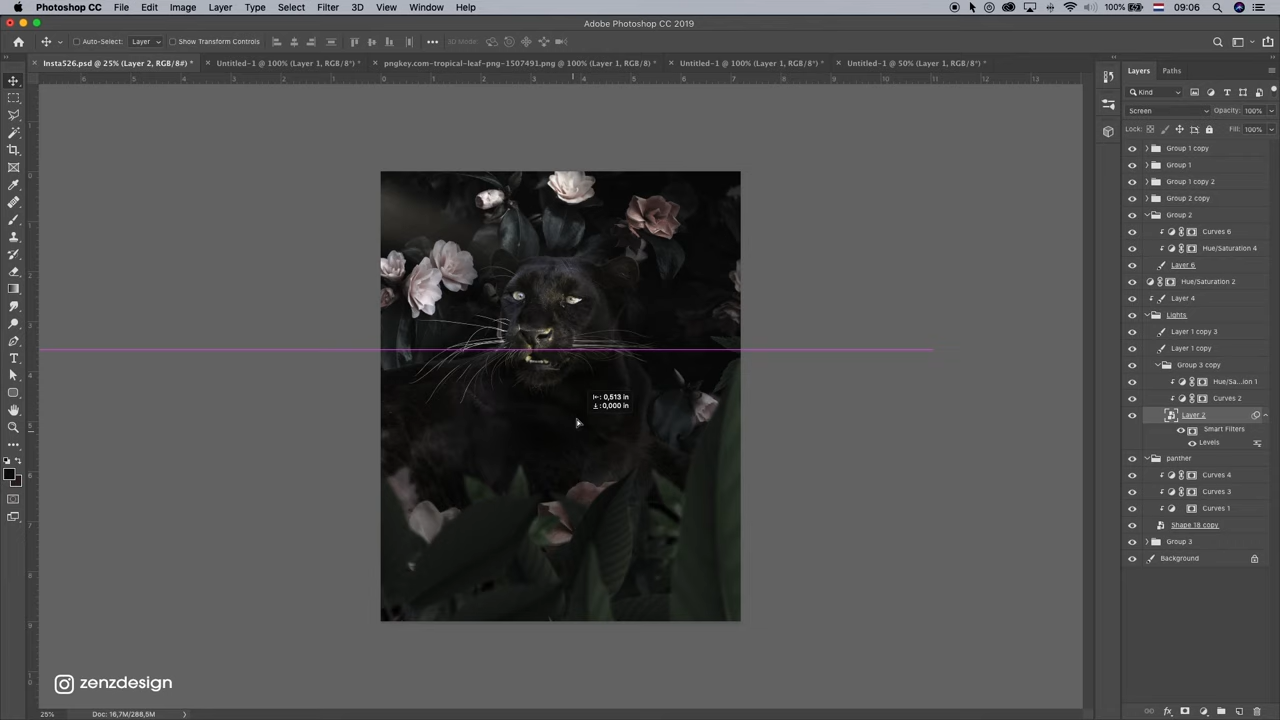 Photoshop CC File Edit Image Layer Type Select Filter 3D View Window Help 100% 09:06
Adobe Photoshop CC 2019
Auto-Select: Layer Show Transform Controls 3D Mode:
Insta526.psd @ 25% (Layer 2, RGB/8#) * Untitled-1 @ 100% (Layer 1, RGB/8*) * pngkey.com-tropical-leaf-png-1507491.png @ 100% (Layer 1, RGB/8*) * Untitled-1 @ 100% (Layer 1, RGB/8*) * Untitled-1 @ 50% (Layer 1, RGB/8*) *
Layers Paths
Kind
Screen Opacity: 100%
Lock: Fill: 100%
Group 1 copy
Group 1
Group 1 copy 2
Group 2 copy
Group 2
Curves 6
Hue/Saturation 4
Layer 6
Hue/Saturation 2
Layer 4
Lights
Layer 1 copy 3
Layer 1 copy
Group 3 copy
Hue/Sa...ion 1
Curves 2
Layer 2
Smart Filters
Levels
panther
Curves 4
Curves 3
Curves 1
Shape 18 copy
Group 3
Background
0,513 in
0,000 in
zenzdesign
25% Doc: 16,7M/288,5M